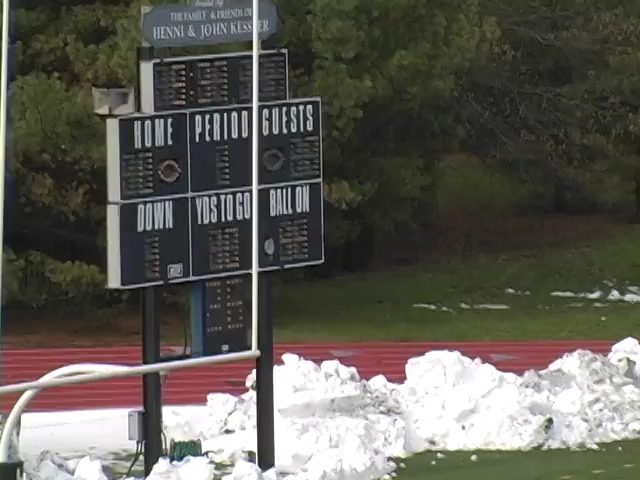 THE FAMILY & FRIENDS OF
HENNI & JOHN KESSLER
HOME PERIOD GUESTS
DOWN YDS TO GO BALL ON